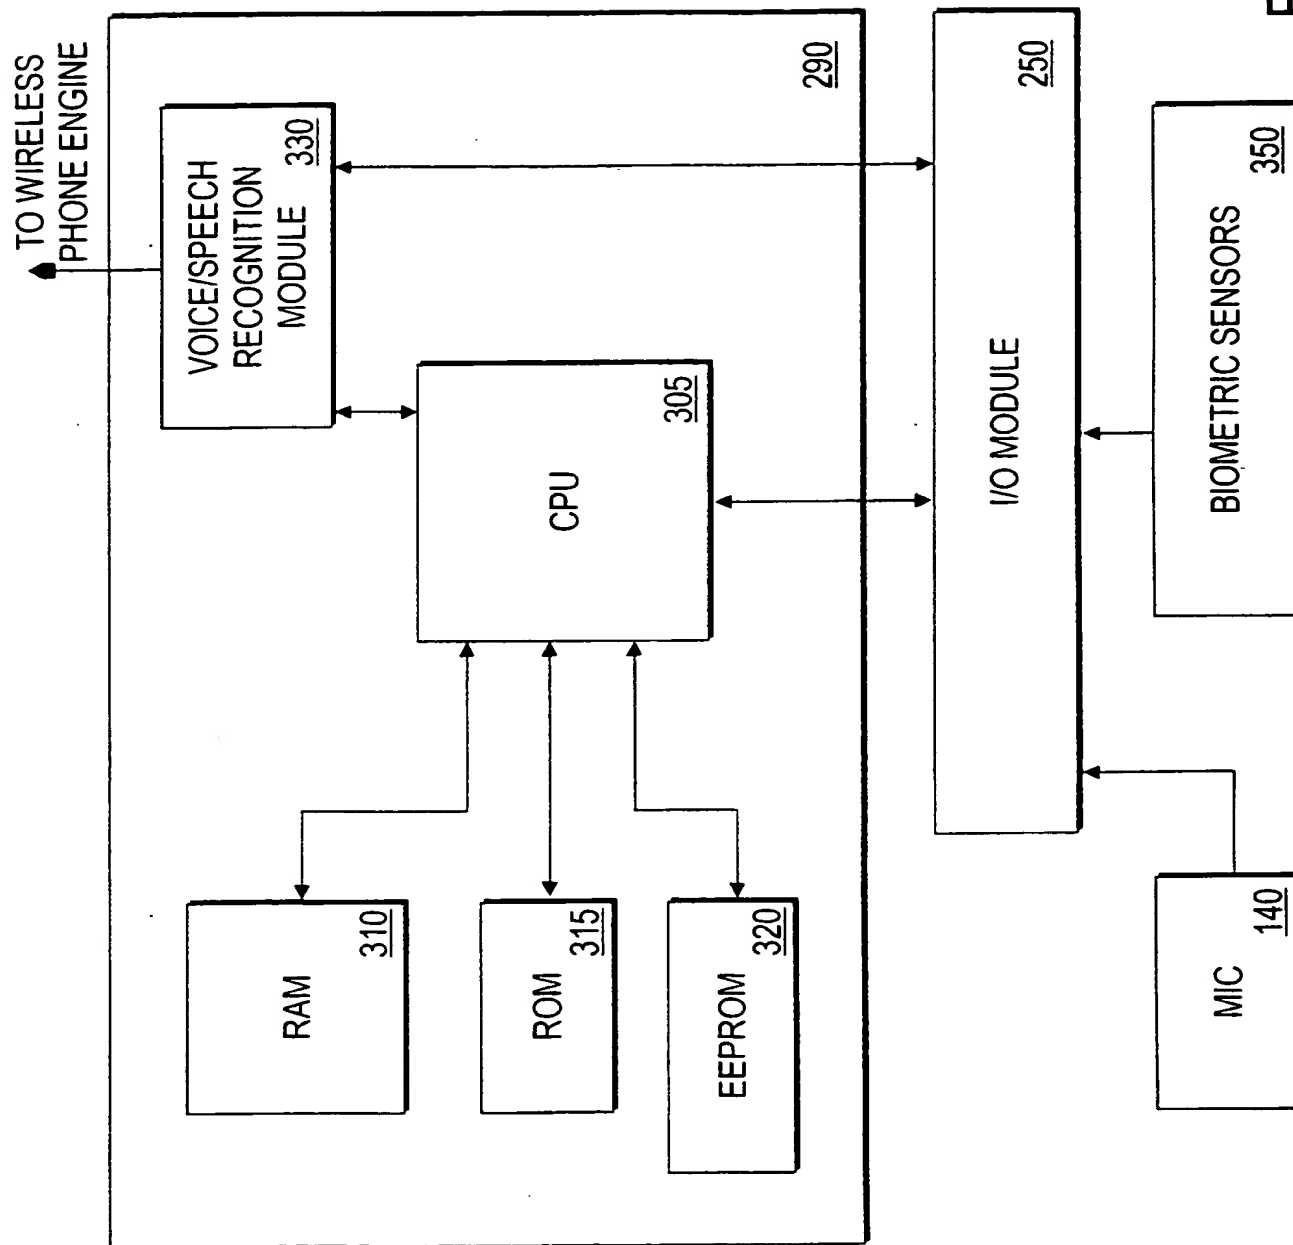 TO WIRELESS
PHONE ENGINE
VOICE/SPEECH
RECOGNITION
MODULE
330
290
CPU
305
RAM
310
ROM
315
EEPROM
320
I/O MODULE
250
BIOMETRIC SENSORS
350
MIC
140